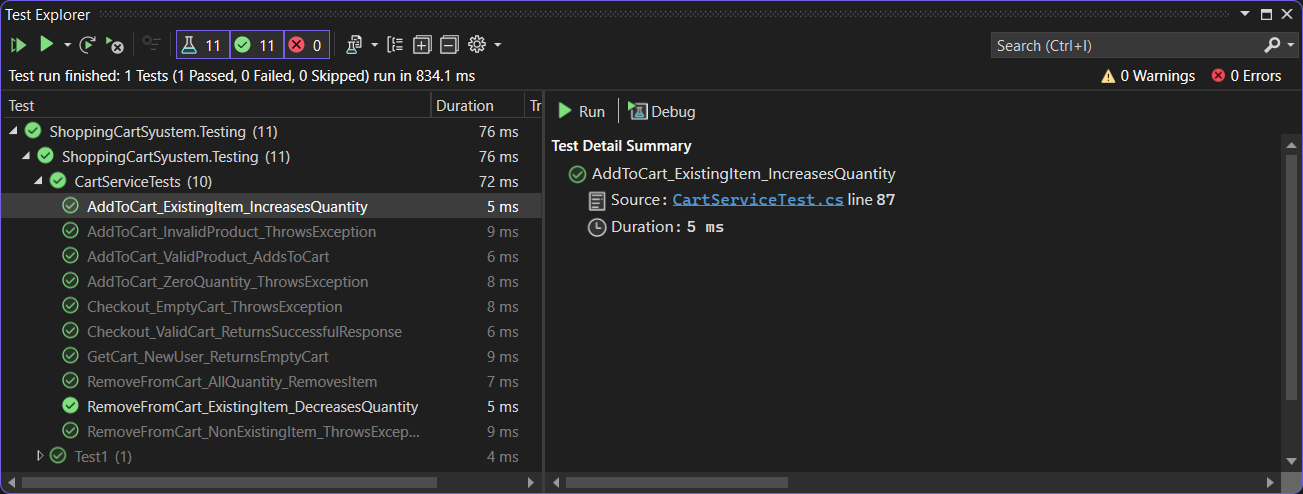 Test Explorer
11 11 0
Search (Ctrl+I)
Test run finished: 1 Tests (1 Passed, 0 Failed, 0 Skipped) run in 834.1 ms
0 Warnings 0 Errors
Test Duration Tr
ShoppingCartSyustem.Testing (11) 76 ms
ShoppingCartSyustem.Testing (11) 76 ms
CartServiceTests (10) 72 ms
AddToCart_ExistingItem_IncreasesQuantity 5 ms
AddToCart_InvalidProduct_ThrowsException 9 ms
AddToCart_ValidProduct_AddsToCart 6 ms
AddToCart_ZeroQuantity_ThrowsException 8 ms
Checkout_EmptyCart_ThrowsException 8 ms
Checkout_ValidCart_ReturnsSuccessfulResponse 6 ms
GetCart_NewUser_ReturnsEmptyCart 9 ms
RemoveFromCart_AllQuantity_RemovesItem 7 ms
RemoveFromCart_ExistingItem_DecreasesQuantity 5 ms
RemoveFromCart_NonExistingItem_ThrowsExcep... 9 ms
Test1 (1) 4 ms
Run Debug
Test Detail Summary
AddToCart_ExistingItem_IncreasesQuantity
Source: CartServiceTest.cs line 87
Duration: 5 ms